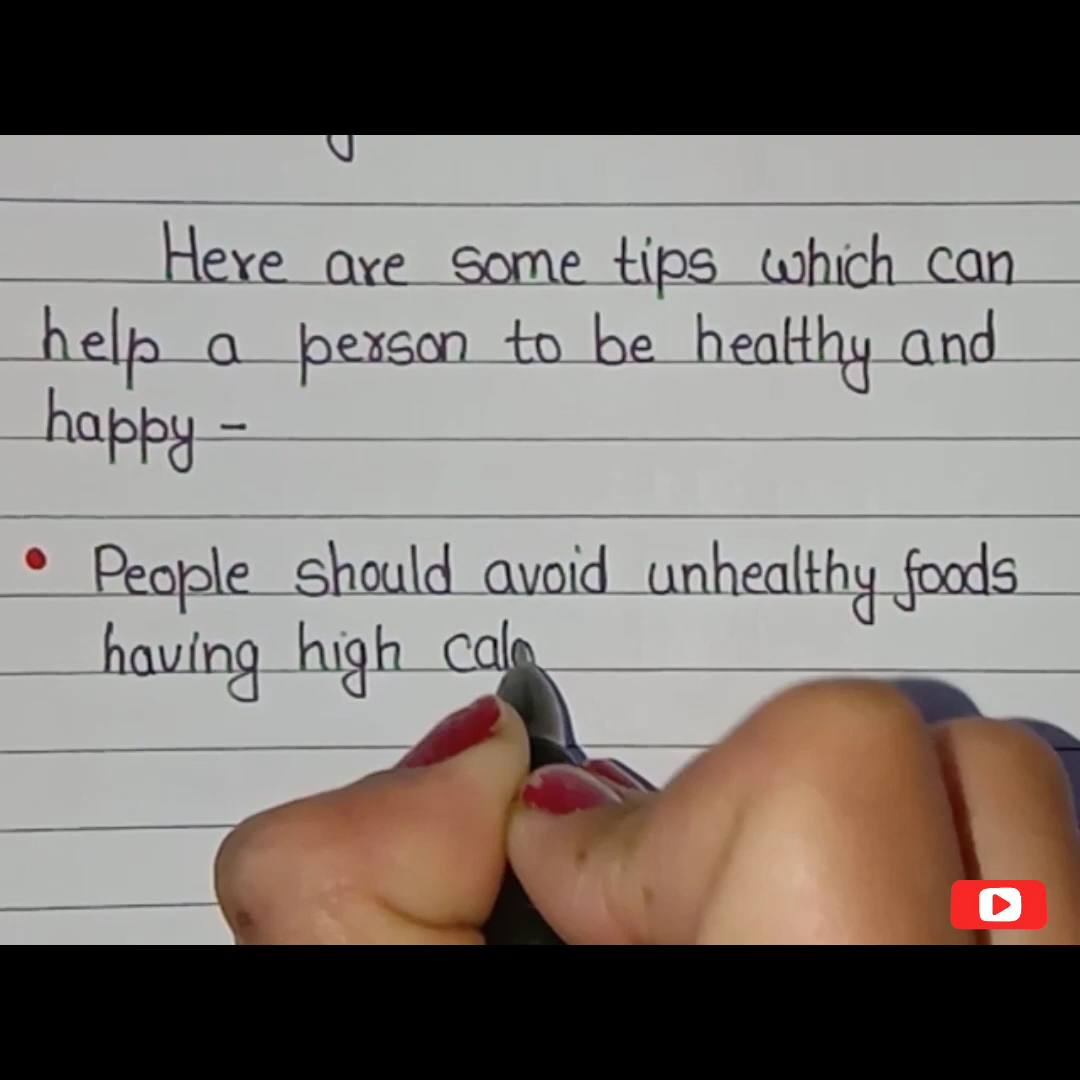 Here are some tips which can
help a person to be healthy and
happy -
• People should avoid unhealthy foods
having high calo